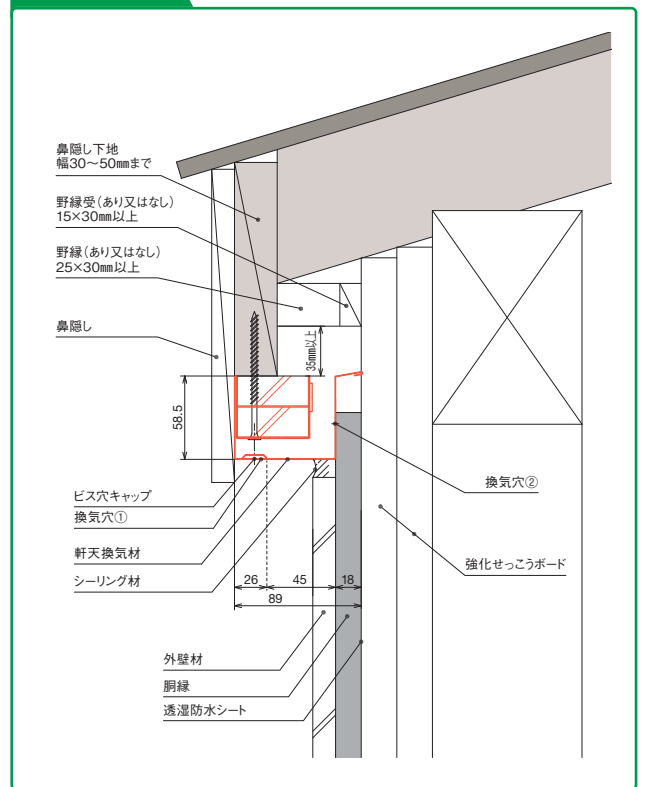 鼻隠し下地
幅30〜50㎜まで
野縁受(あり又はなし)
15×30㎜以上
野縁(あり又はなし)
25×30㎜以上
鼻隠し
35㎜以上
58.5
ビス穴キャップ
換気穴①
軒天換気材
シーリング材
換気穴②
強化せっこうボード
26
45
18
89
外壁材
胴縁
透湿防水シート